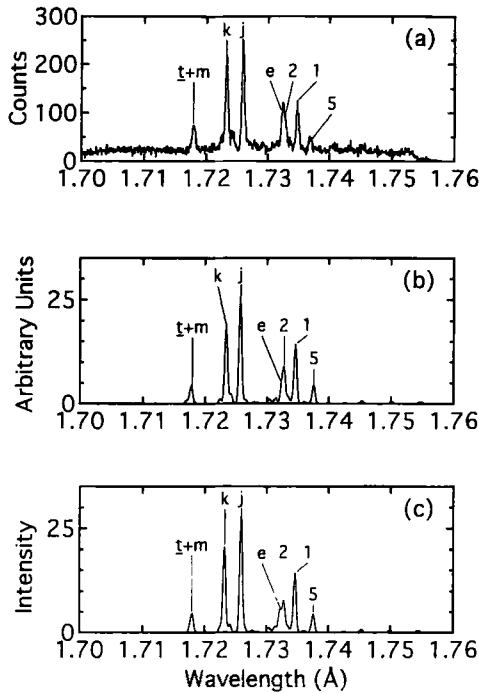 300
200
100
0
Counts
k
j
t+m
e
2
1
5
(a)
1.70 1.71 1.72 1.73 1.74 1.75 1.76
25
0
Arbitrary Units
k
j
t+m
e
2
1
5
(b)
1.70 1.71 1.72 1.73 1.74 1.75 1.76
25
0
Intensity
k
j
t+m
e
2
1
5
(c)
1.70 1.71 1.72 1.73 1.74 1.75 1.76
Wavelength (Å)